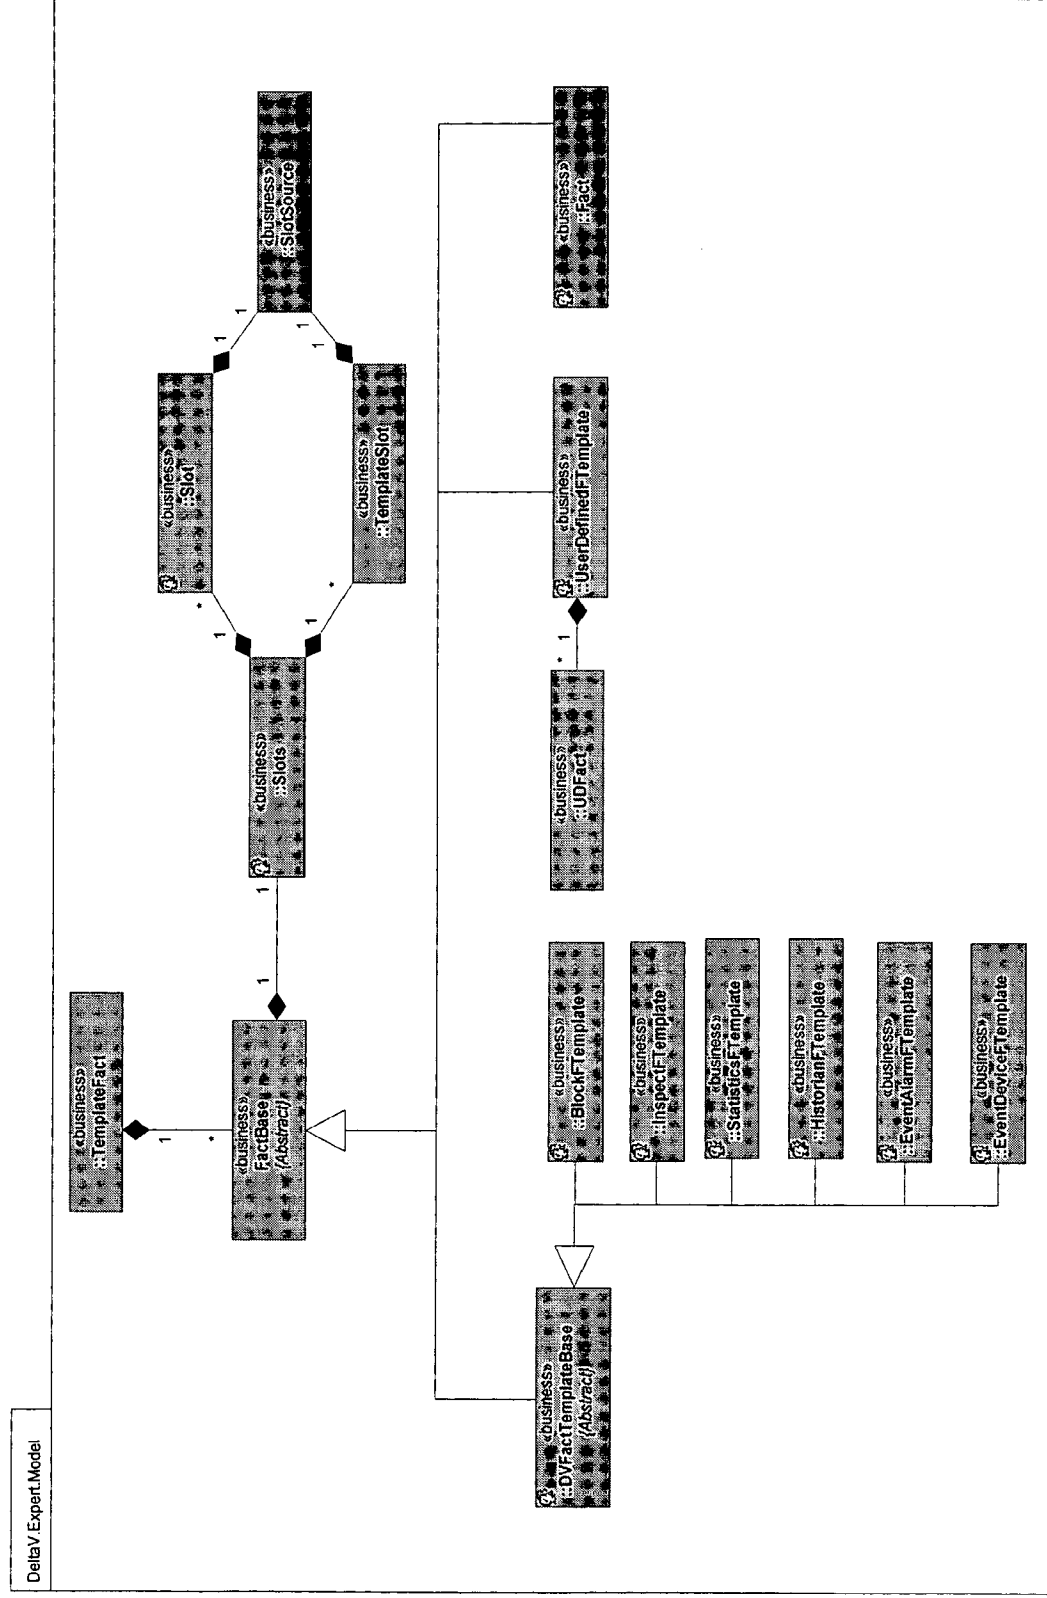 DeltaV.Expert.Model
«business»
::TemplateFact
1
*
«business»
::Slot
*
1
1
1
«business»
FactBase
{Abstract}
1
1
«business»
::Slots
«business»
::SlotSource
1
*
1
1
«business»
::TemplateSlot
«business»
::DVFactTemplateBase
{Abstract}
«business»
::BlockFTemplate
«business»
::UDFact
*
1
«business»
::UserDefinedFTemplate
«business»
::Fact
«business»
::InspectFTemplate
«business»
::StatisticsFTemplate
«business»
::HistorianFTemplate
«business»
::EventAlarmFTemplate
«business»
::EventDeviceFTemplate